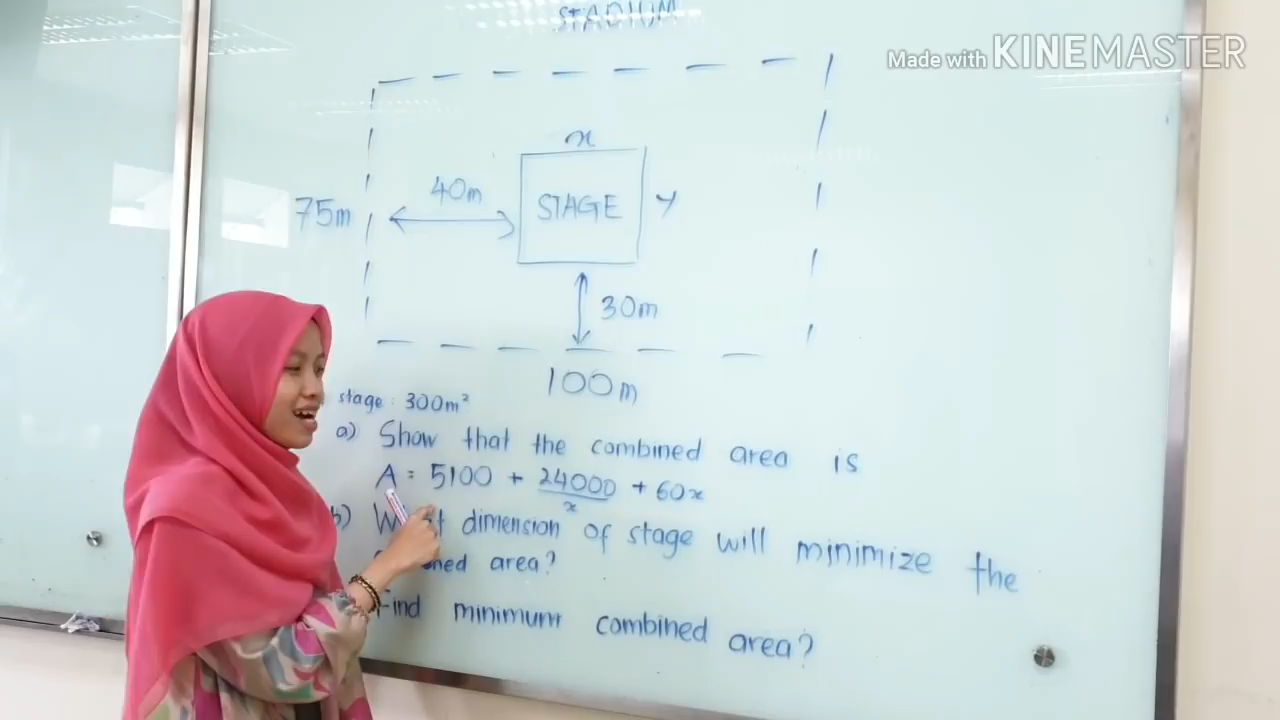 STADIUM
Made with KINEMASTER
x
40m
STAGE
y
75m
30m
100m
stage: 300m²
a) Show that the combined area is
A = 5100 + 24000/x + 60x
b) dimension of stage will minimize the
area?
Find minimum combined area?